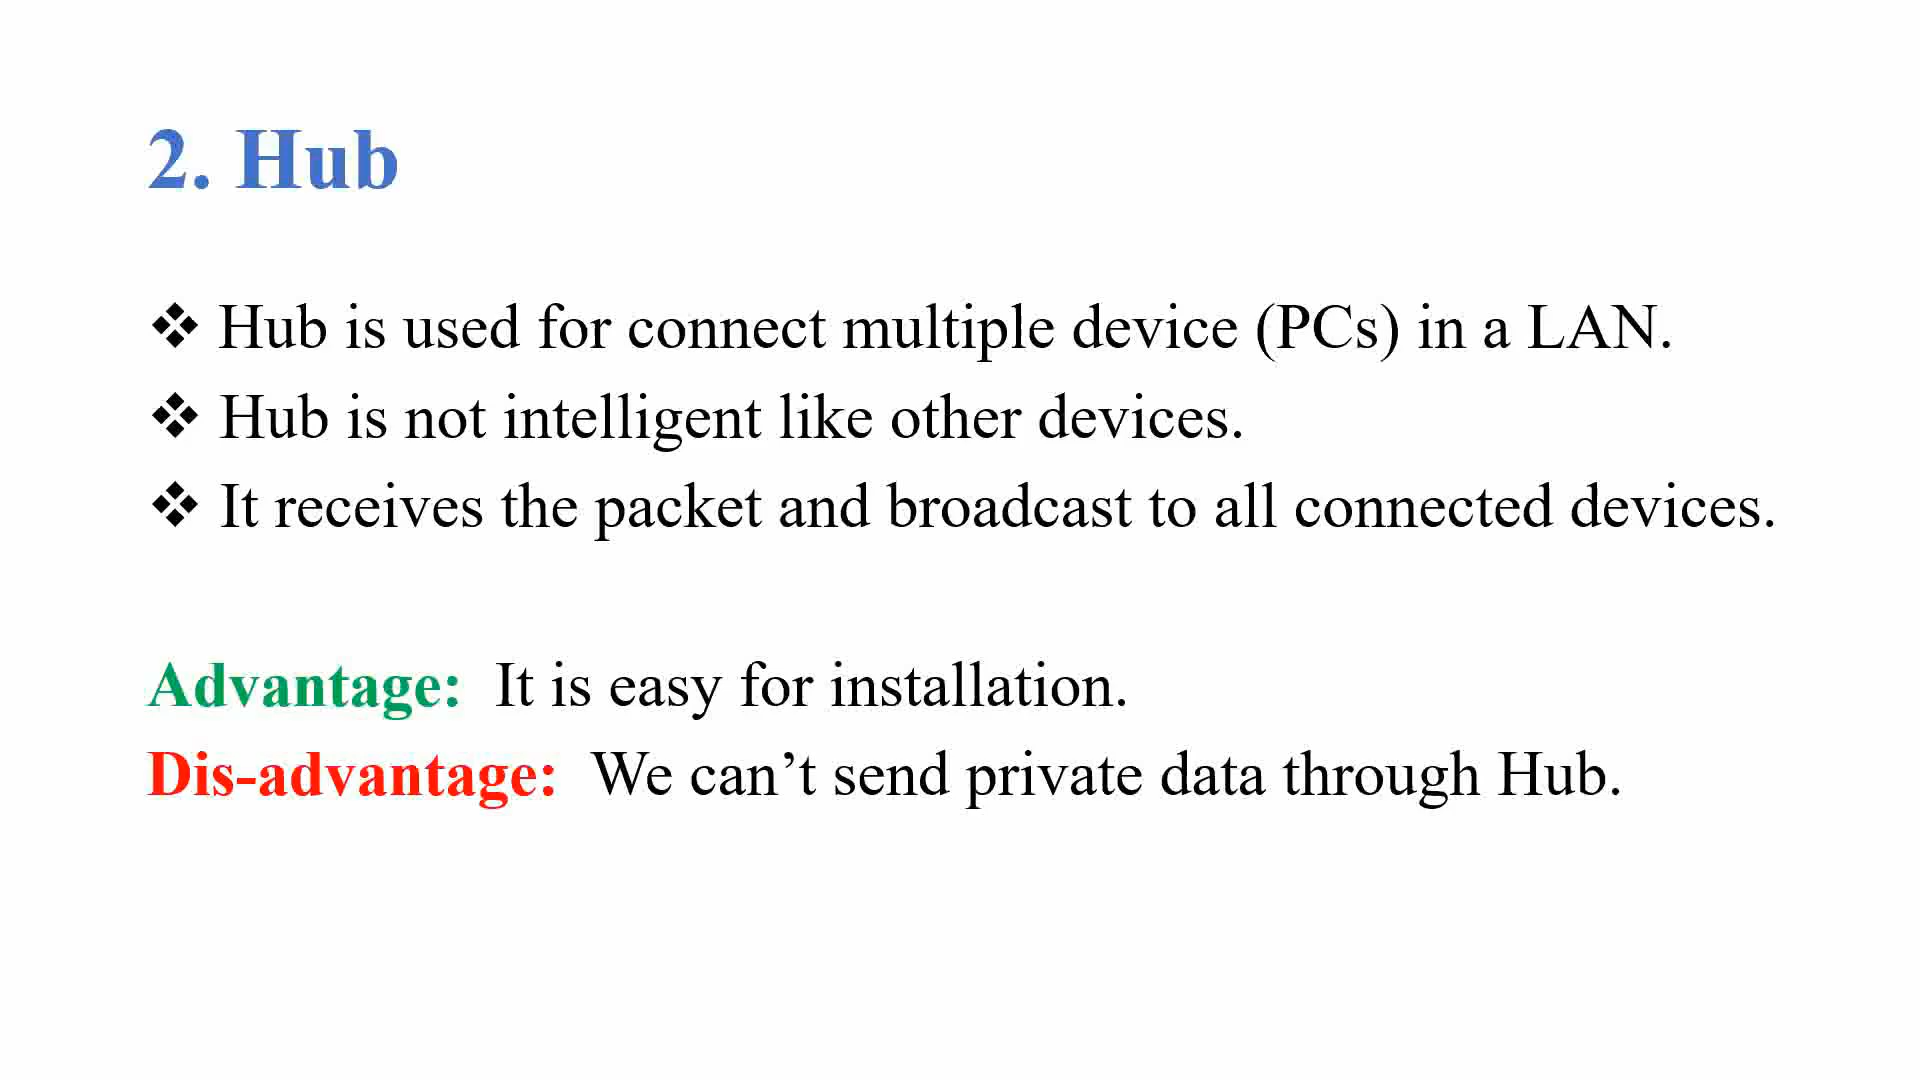 2. Hub
❖ Hub is used for connect multiple device (PCs) in a LAN.
❖ Hub is not intelligent like other devices.
❖ It receives the packet and broadcast to all connected devices.
Advantage: It is easy for installation.
Dis-advantage: We can’t send private data through Hub.